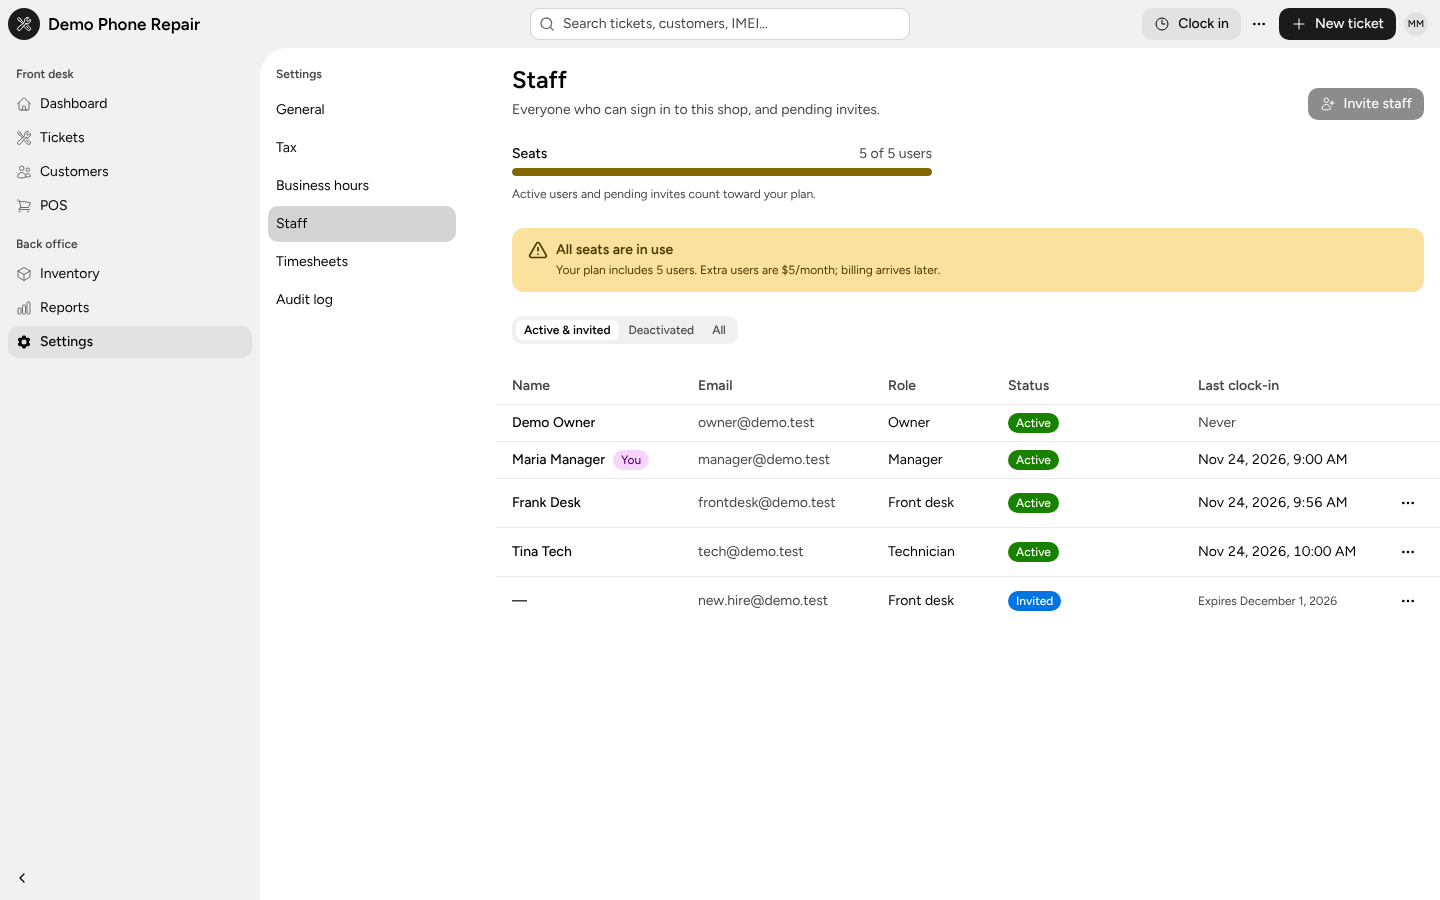 Demo Phone Repair
Search tickets, customers, IMEI...
Clock in
New ticket
MM
Front desk
Dashboard
Tickets
Customers
POS
Back office
Inventory
Reports
Settings
Settings
General
Tax
Business hours
Staff
Timesheets
Audit log
Staff
Everyone who can sign in to this shop, and pending invites.
Invite staff
Seats 5 of 5 users
Active users and pending invites count toward your plan.
All seats are in use
Your plan includes 5 users. Extra users are $5/month; billing arrives later.
Active & invited Deactivated All
Name Email Role Status Last clock-in
Demo Owner owner@demo.test Owner Active Never
Maria Manager You manager@demo.test Manager Active Nov 24, 2026, 9:00 AM
Frank Desk frontdesk@demo.test Front desk Active Nov 24, 2026, 9:56 AM
Tina Tech tech@demo.test Technician Active Nov 24, 2026, 10:00 AM
— new.hire@demo.test Front desk Invited Expires December 1, 2026